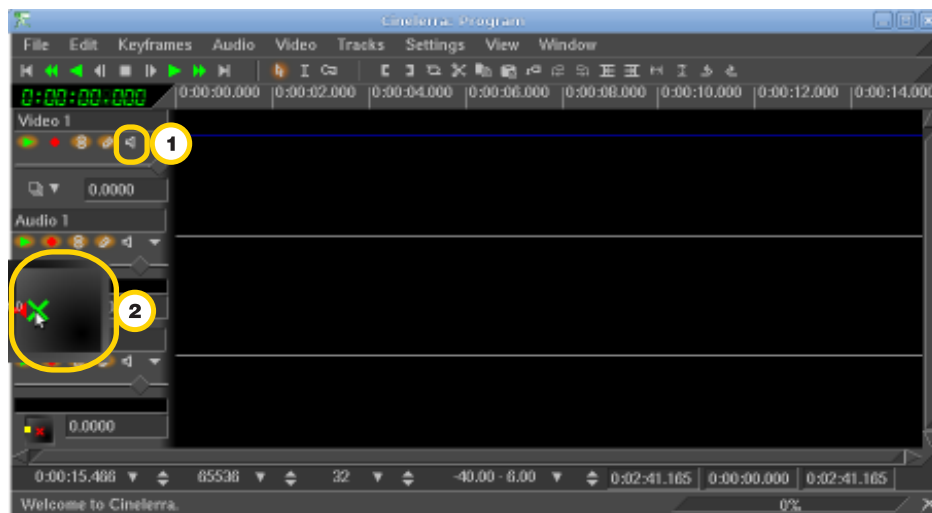 Cinelerra: Program
File Edit Keyframes Audio Video Tracks Settings View Window
0:00:00.000 0:00:00.000 0:00:02.000 0:00:04.000 0:00:06.000 0:00:08.000 0:00:10.000 0:00:12.000 0:00:14.000
Video 1
1
0.0000
Audio 1
2
0.0000
0:00:15.466 65536 32 -40.00 - 6.00 0:02:41.165 0:00:00.000 0:02:41.165
Welcome to Cinelerra. 0%